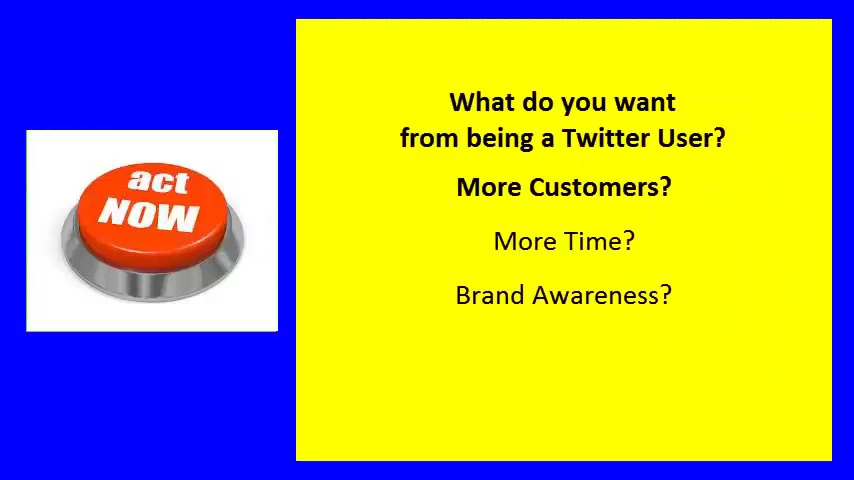 act
NOW
What do you want
from being a Twitter User?
More Customers?
More Time?
Brand Awareness?